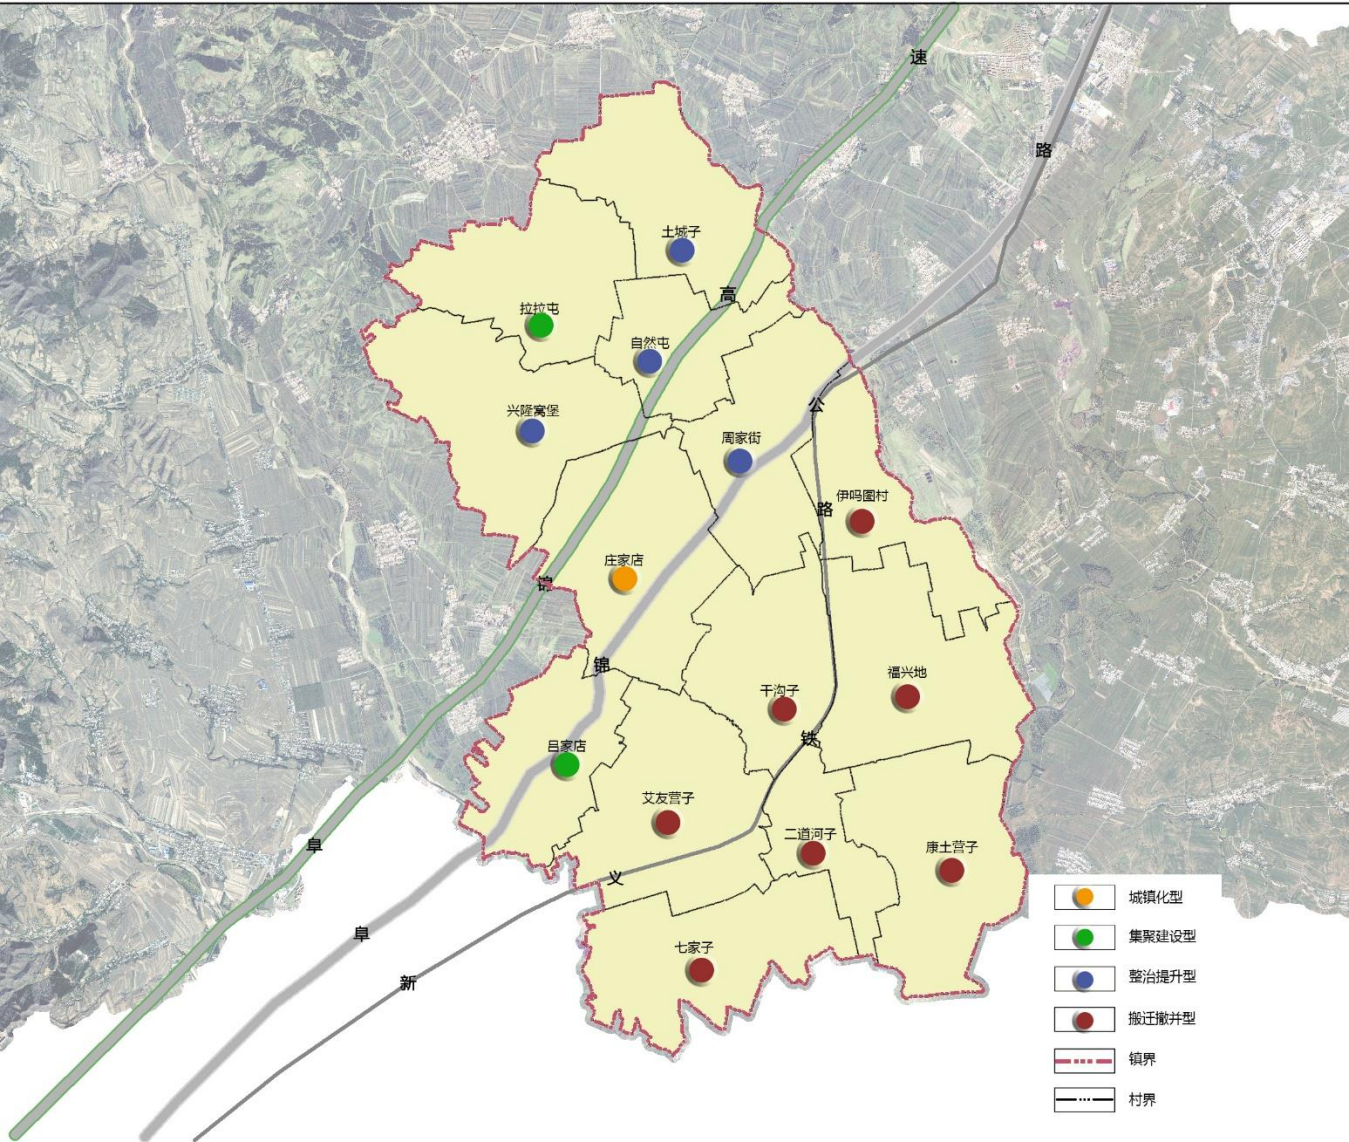 速
路
土城子
高
拉拉屯
自然屯
公
兴隆窝堡
周家街
伊吗图村
路
庄家店
锦
锦
福兴地
干沟子
铁
吕家店
艾友营子
二道河子
阜
康土营子
义
城镇化型
阜
集聚建设型
七家子
新
整治提升型
搬迁撤并型
镇界
村界